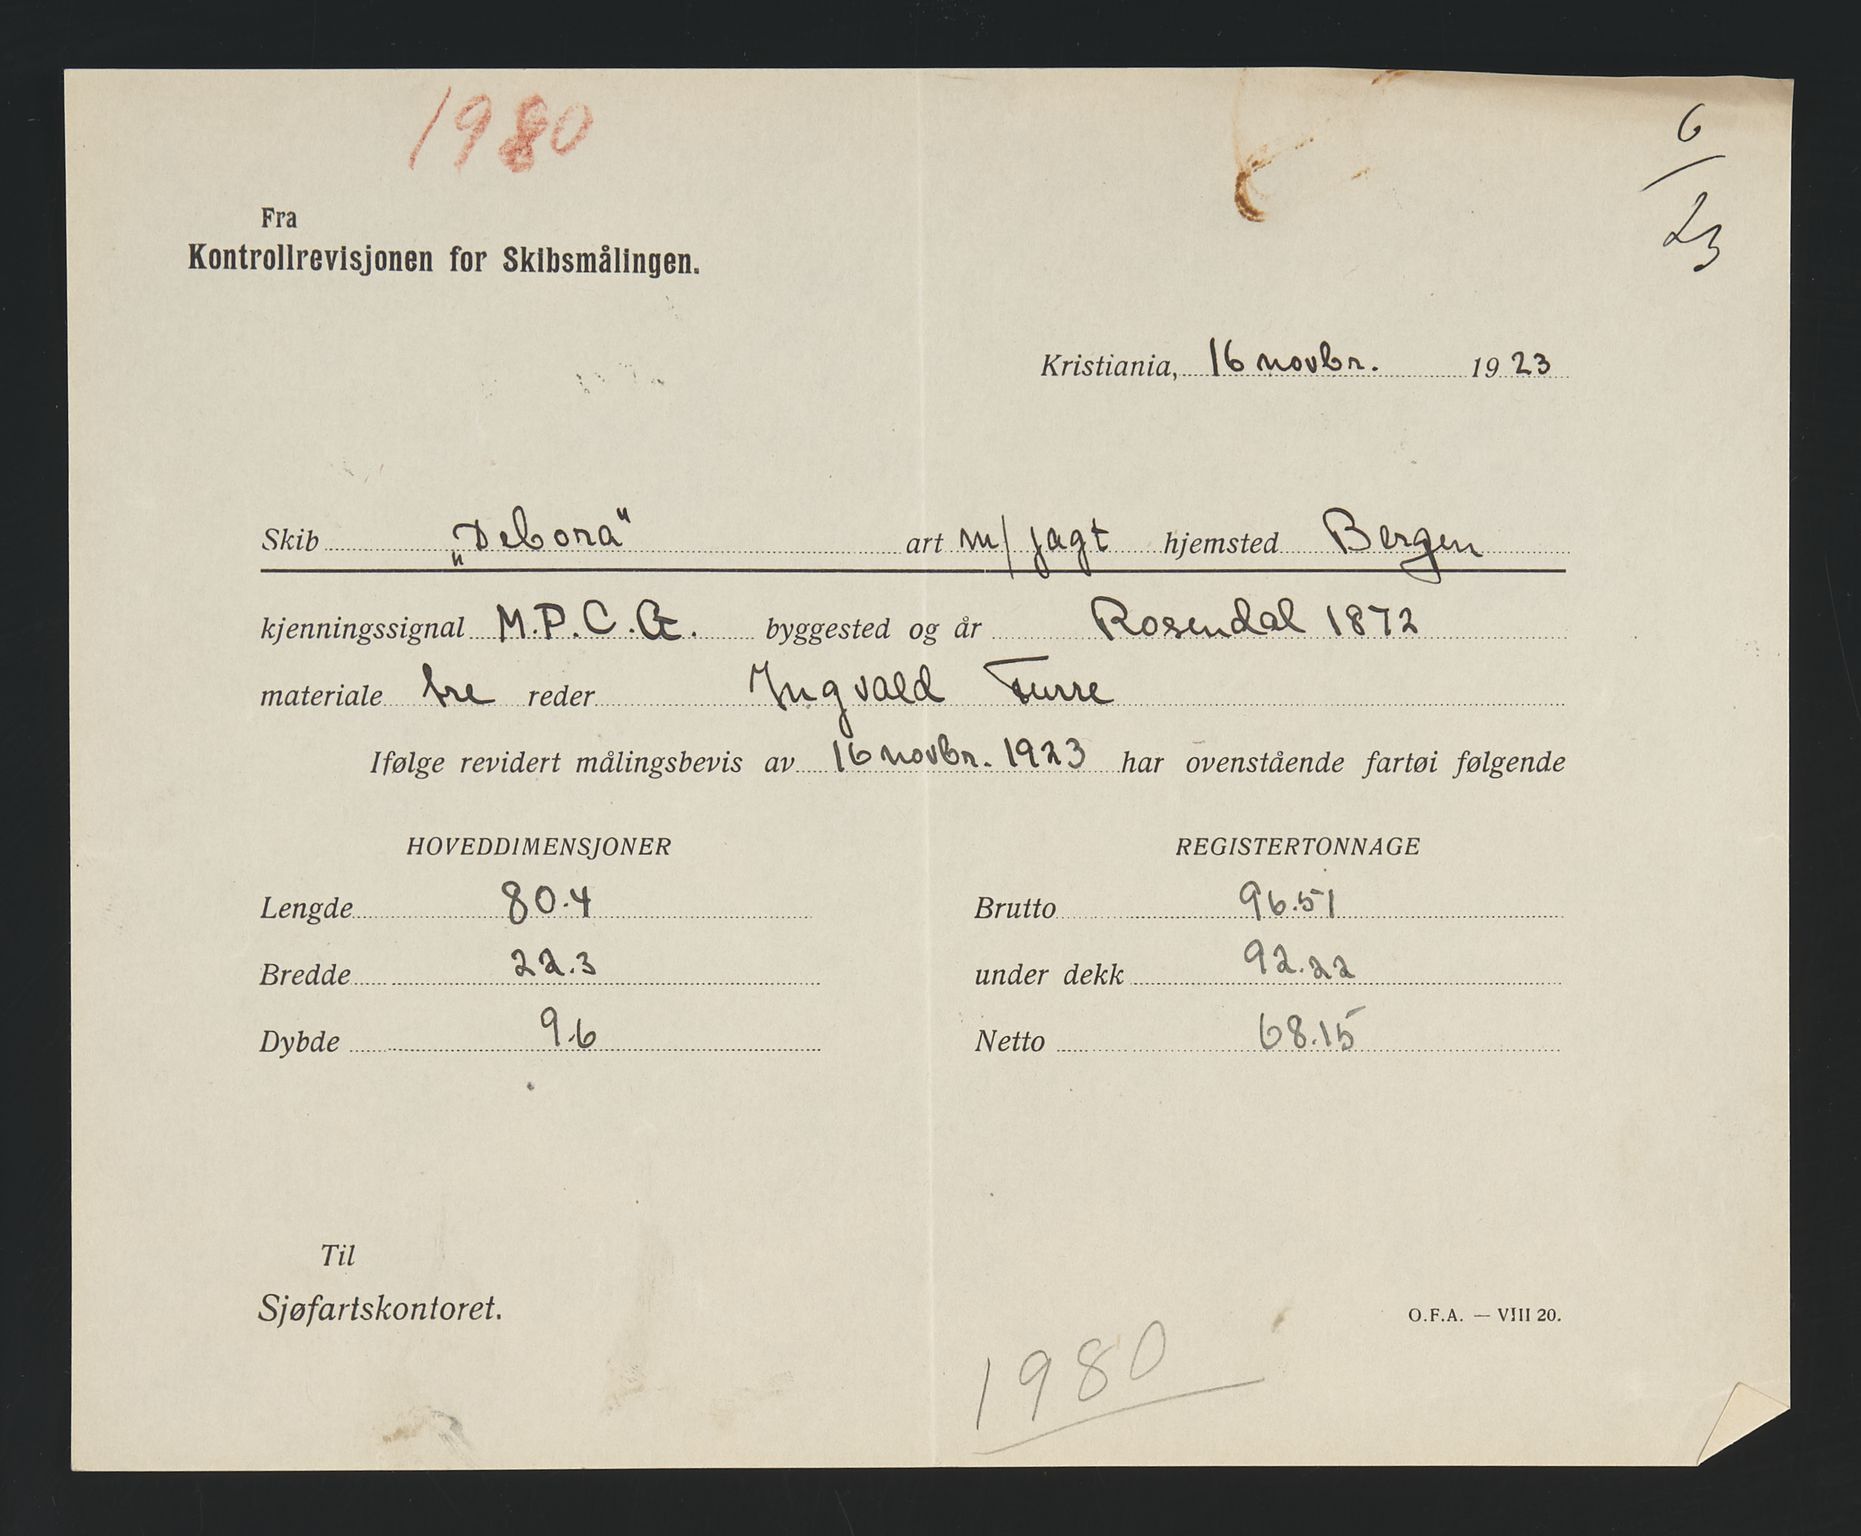 1980
6
23
Fra
Kontrollrevisjonen for Skibsmålingen.
Kristiania, 16 novbr. 1923
Skib „Debora“ art m/ jagt hjemsted Bergen
kjenningssignal M.P.C.G. byggested og år Rosendal 1872
materiale tre reder Ingvald Furre
Ifølge revidert målingsbevis av 16 novbr. 1923 har ovenstående fartøi følgende
HOVEDDIMENSJONER REGISTERTONNAGE
Lengde 80.4 Brutto 96.51
Bredde 22.3 under dekk 92.22
Dybde 9.6 Netto 68.15
Til
Sjøfartskontoret.
O.F.A. — VIII 20.
1980